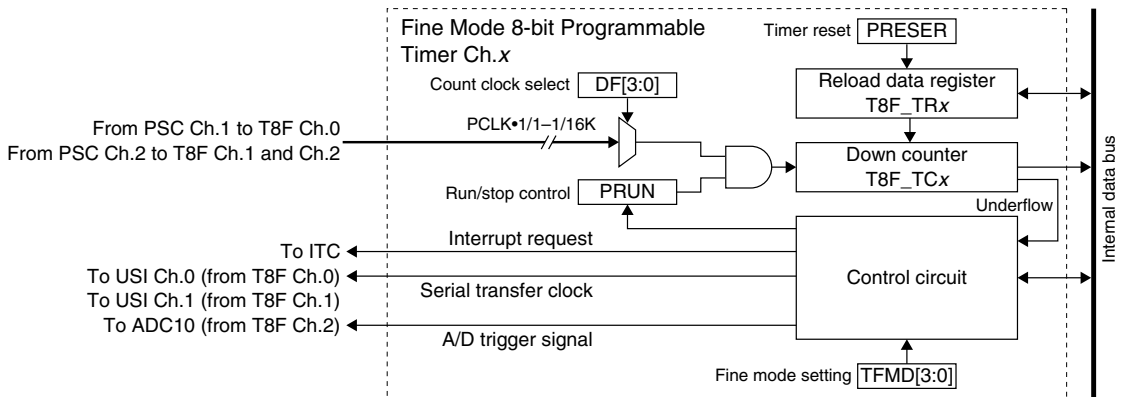 Fine Mode 8-bit Programmable
Timer Ch.x
Timer reset PRESER
Count clock select DF[3:0]
Reload data register
T8F_TRx
From PSC Ch.1 to T8F Ch.0
From PSC Ch.2 to T8F Ch.1 and Ch.2
PCLK•1/1–1/16K
Down counter
T8F_TCx
Run/stop control PRUN
Underflow
Internal data bus
Interrupt request
To ITC
To USI Ch.0 (from T8F Ch.0)
Serial transfer clock
To USI Ch.1 (from T8F Ch.1)
To ADC10 (from T8F Ch.2)
A/D trigger signal
Control circuit
Fine mode setting TFMD[3:0]